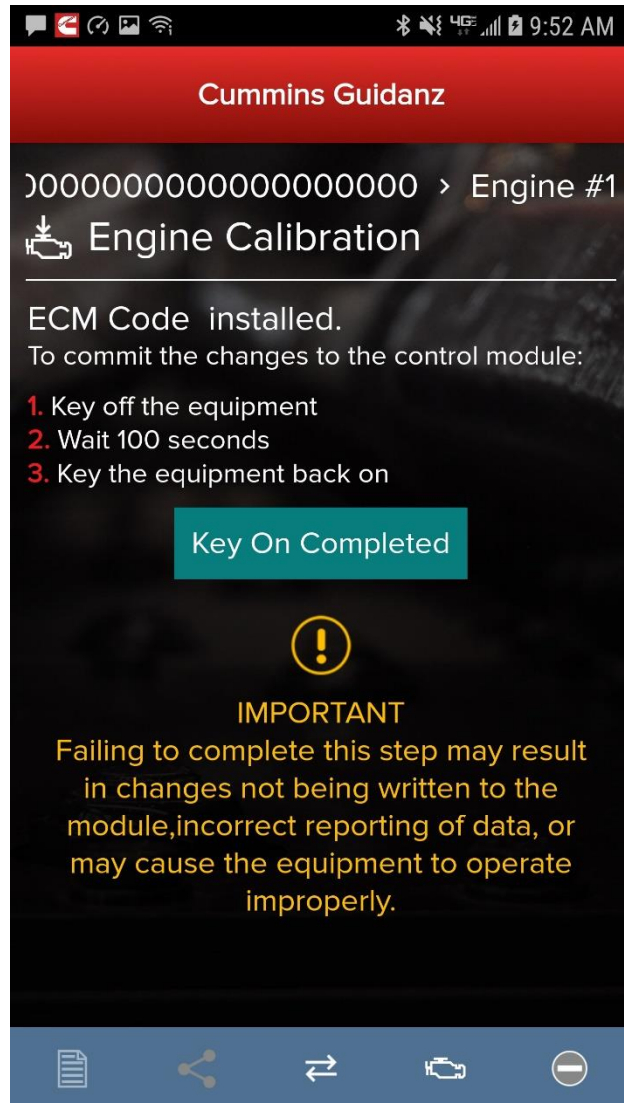 4GE 9:52 AM
Cummins Guidanz
00000000000000000000 > Engine #1
Engine Calibration
ECM Code installed.
To commit the changes to the control module:
1. Key off the equipment
2. Wait 100 seconds
3. Key the equipment back on
Key On Completed
IMPORTANT
Failing to complete this step may result
in changes not being written to the
module,incorrect reporting of data, or
may cause the equipment to operate
improperly.